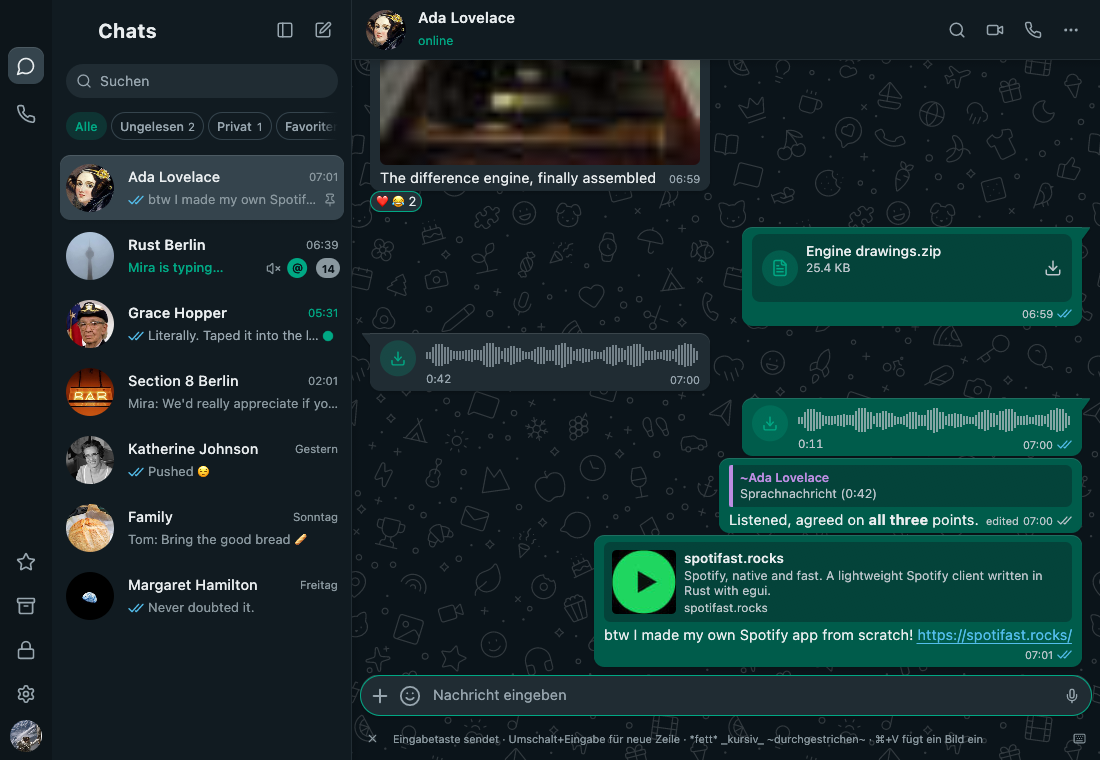 Chats
Suchen
Alle
Ungelesen 2
Privat 1
Favorite
Ada Lovelace 07:01
btw I made my own Spotif...
Rust Berlin 06:39
Mira is typing... @ 14
Grace Hopper 05:31
Literally. Taped it into the l...
Section 8 Berlin 02:01
Mira: We'd really appreciate if yo...
Katherine Johnson Gestern
Pushed 😉
Family Sonntag
Tom: Bring the good bread 🥖
Margaret Hamilton Freitag
Never doubted it.
Ada Lovelace
online
The difference engine, finally assembled 06:59
❤️ 😂 2
Engine drawings.zip
25.4 KB
06:59
0:42 07:00
0:11 07:00
~Ada Lovelace
Sprachnachricht (0:42)
Listened, agreed on all three points. edited 07:00
spotifast.rocks
Spotify, native and fast. A lightweight Spotify client written in
Rust with egui.
spotifast.rocks
btw I made my own Spotify app from scratch! https://spotifast.rocks/
07:01
Nachricht eingeben
Eingabetaste sendet · Umschalt+Eingabe für neue Zeile · *fett* _kursiv_ ~durchgestrichen~ · ⌘+V fügt ein Bild ein